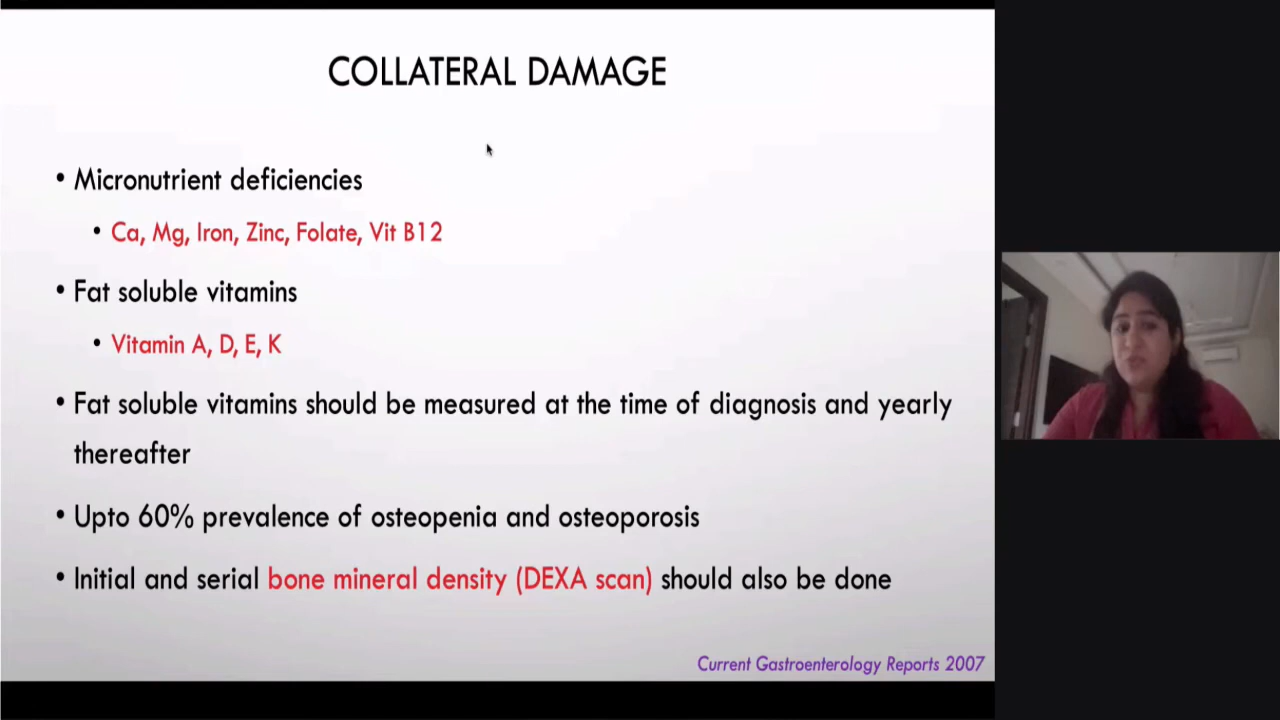 COLLATERAL DAMAGE
• Micronutrient deficiencies
• Ca, Mg, Iron, Zinc, Folate, Vit B12
• Fat soluble vitamins
• Vitamin A, D, E, K
• Fat soluble vitamins should be measured at the time of diagnosis and yearly
thereafter
• Upto 60% prevalence of osteopenia and osteoporosis
• Initial and serial bone mineral density (DEXA scan) should also be done
Current Gastroenterology Reports 2007